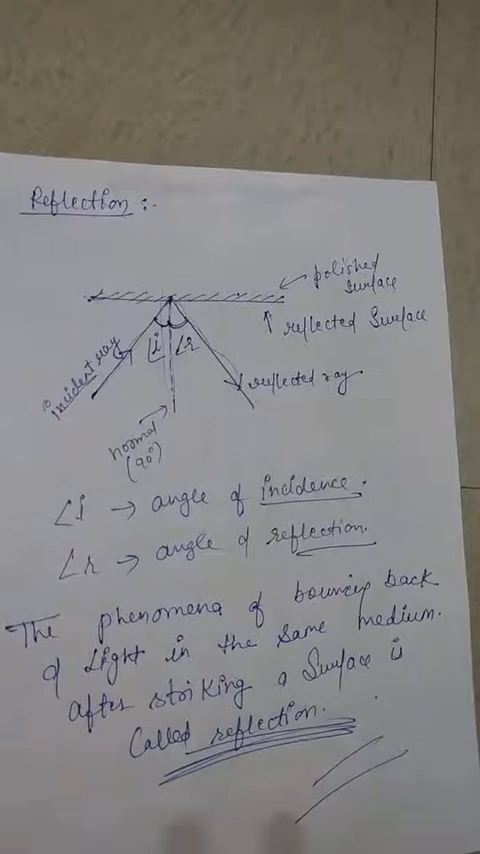 Reflection :-
polished
surface
reflected surface
incident ray
∠i ∠r
reflected ray
normal
(90°)
∠i → angle of incidence.
∠r → angle of reflection
The phenomena of bouncing back
of light in the same medium.
after striking a surface is
called reflection.